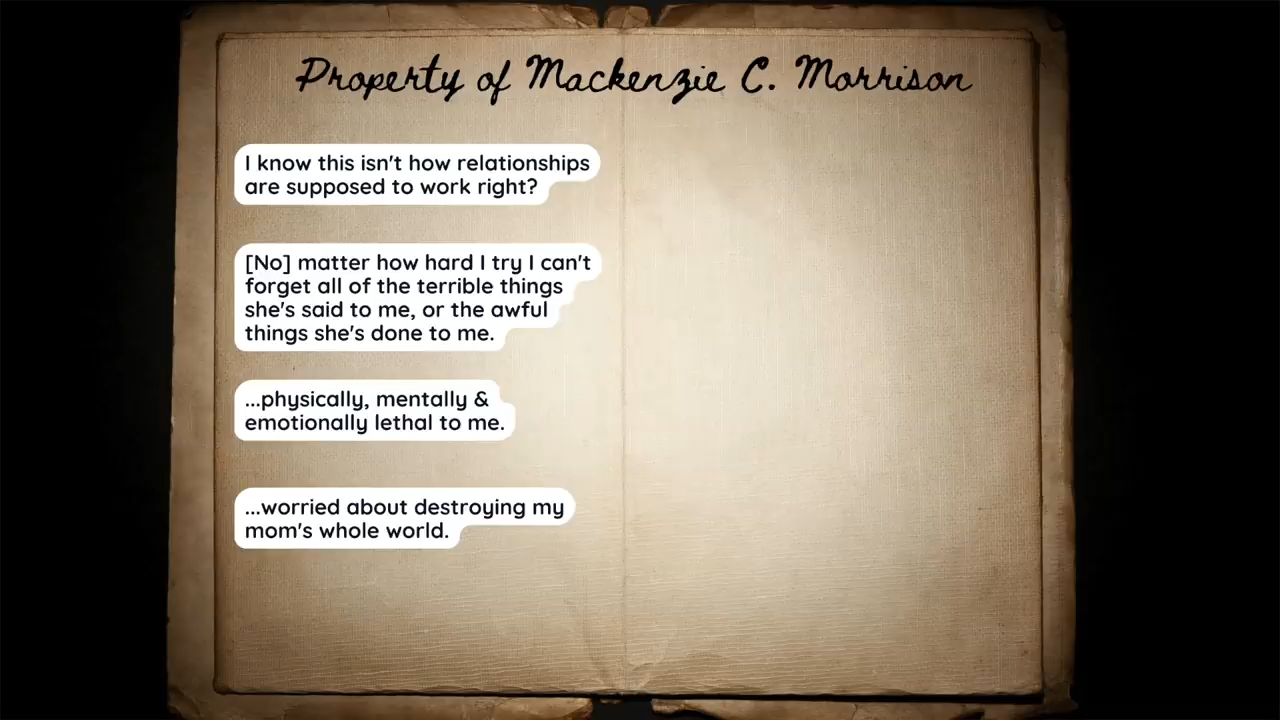 Property of Mackenzie C. Morrison
I know this isn't how relationships
are supposed to work right?
[No] matter how hard I try I can't
forget all of the terrible things
she's said to me, or the awful
things she's done to me.
...physically, mentally &
emotionally lethal to me.
...worried about destroying my
mom's whole world.